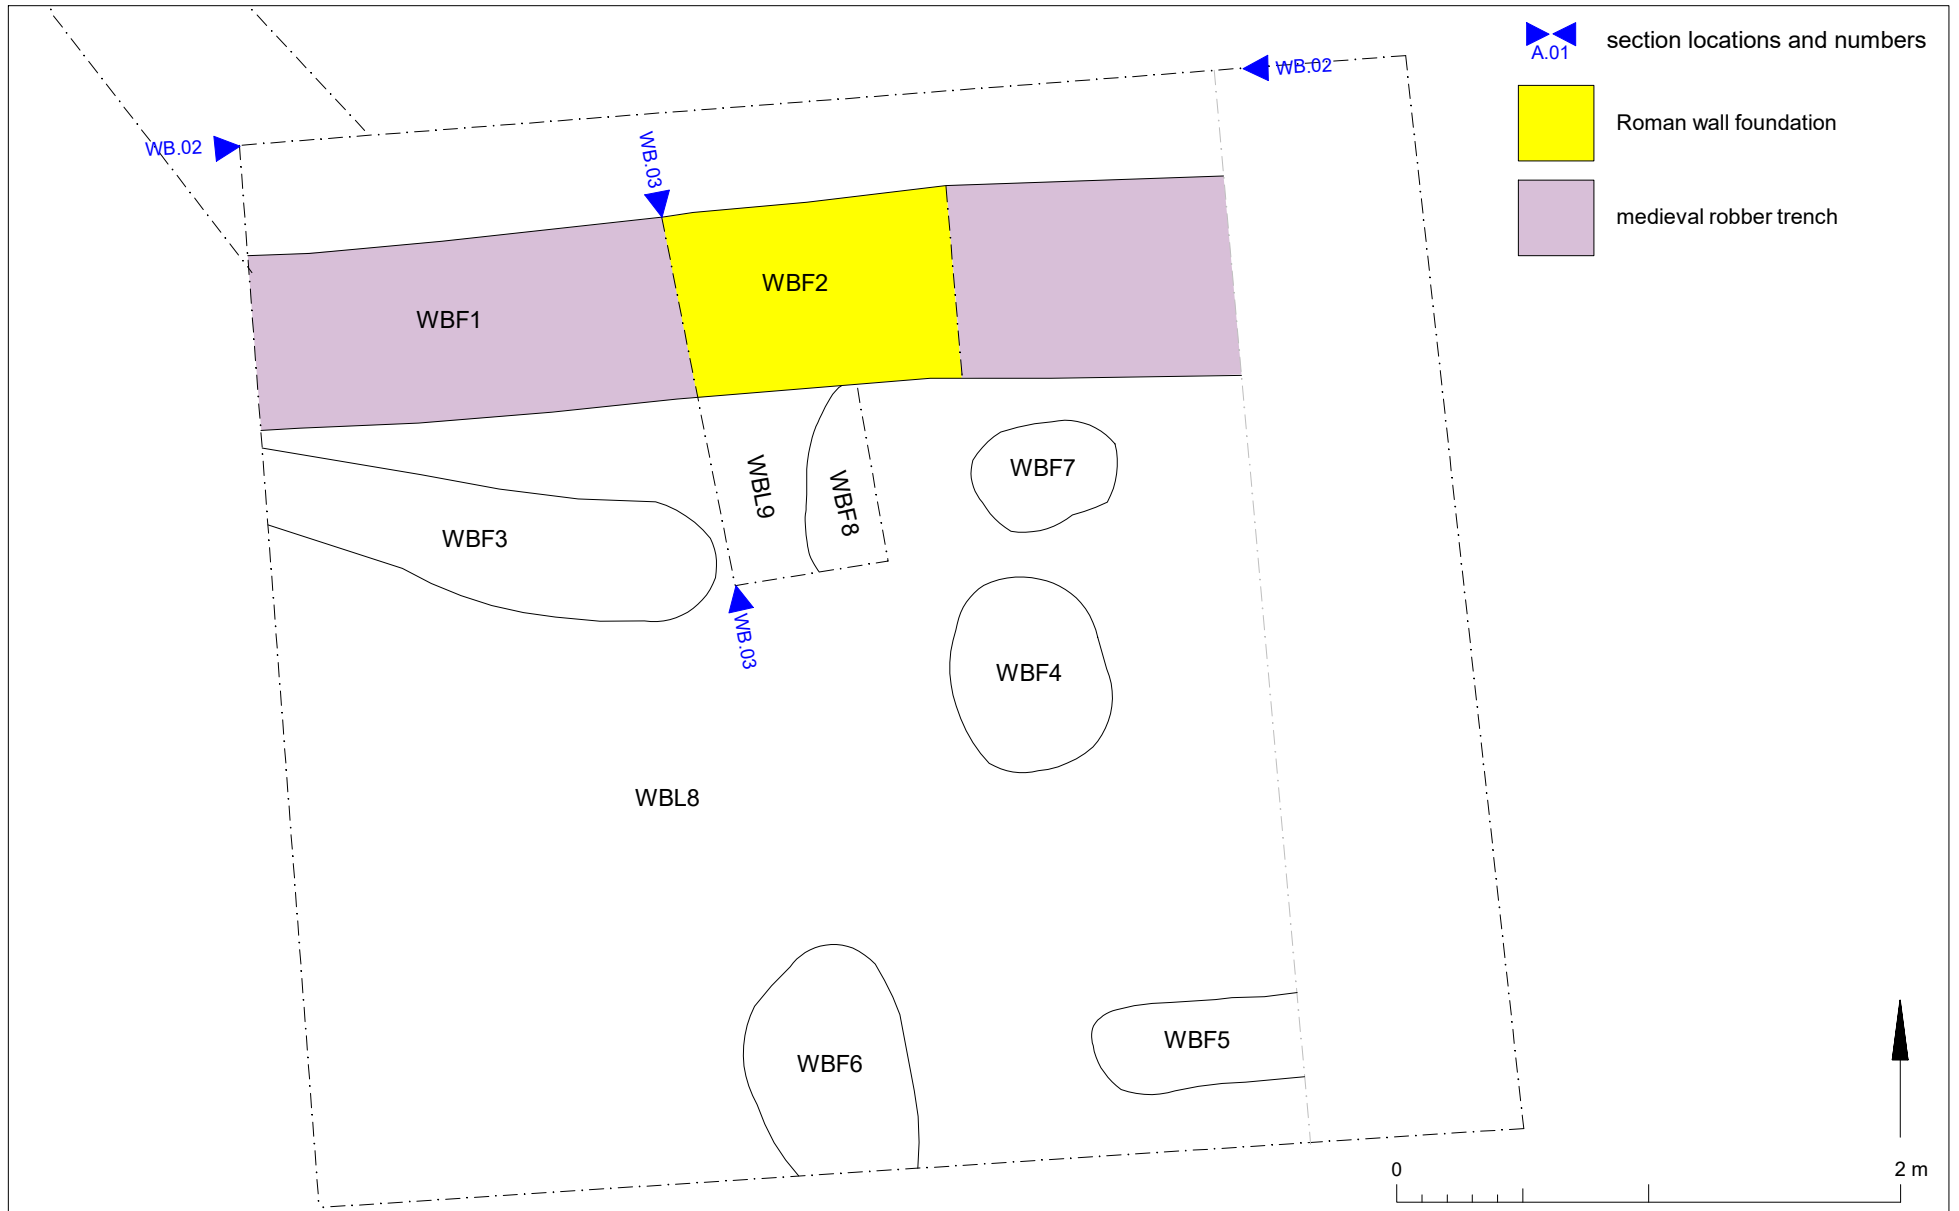 section locations and numbers
A.01
Roman wall foundation
medieval robber trench
WB.02
WB.02
WB.03
WBF2
WBF1
WBF7
WBL9
WBF8
WBF3
WB.03
WBF4
WBL8
WBF5
WBF6
0
2 m